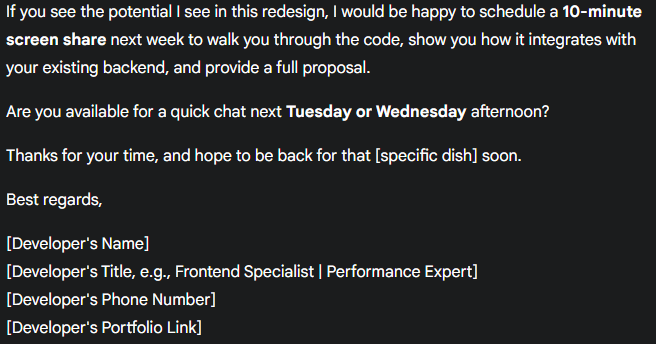 If you see the potential I see in this redesign, I would be happy to schedule a 10-minute
screen share next week to walk you through the code, show you how it integrates with
your existing backend, and provide a full proposal.
Are you available for a quick chat next Tuesday or Wednesday afternoon?
Thanks for your time, and hope to be back for that [specific dish] soon.
Best regards,
[Developer's Name]
[Developer's Title, e.g., Frontend Specialist | Performance Expert]
[Developer's Phone Number]
[Developer's Portfolio Link]